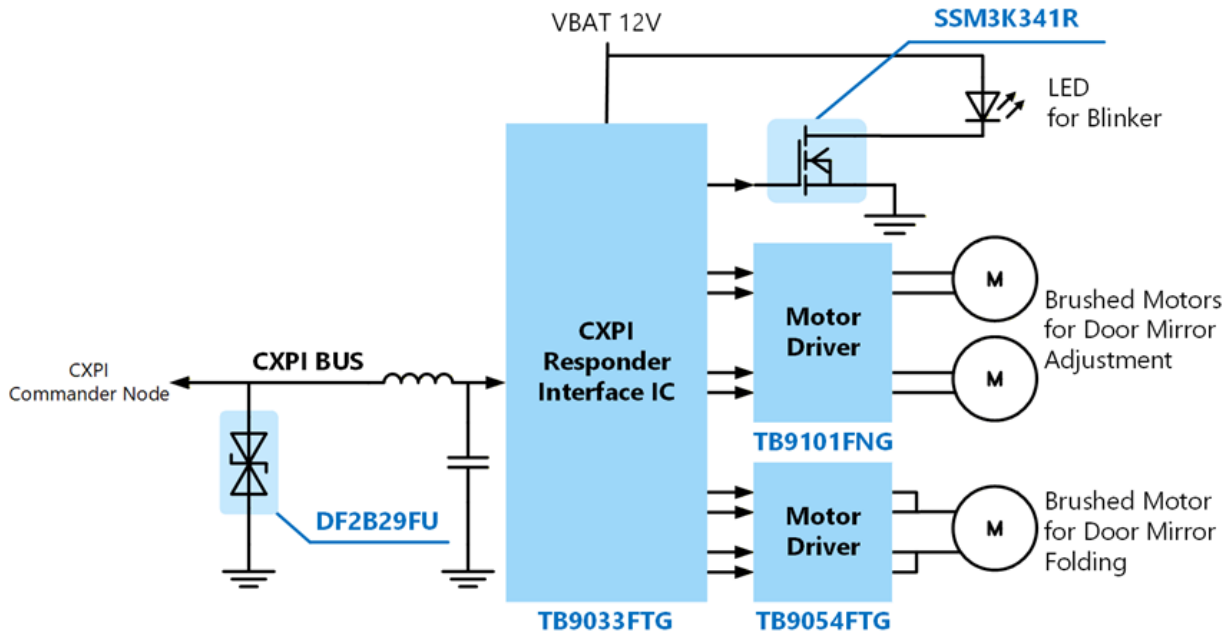 VBAT 12V
SSM3K341R
LED
for Blinker
CXPI
Responder
Interface IC
TB9033FTG
Motor
Driver
TB9101FNG
M
M
Brushed Motors
for Door Mirror
Adjustment
CXPI
Commander Node
CXPI BUS
DF2B29FU
Motor
Driver
TB9054FTG
M
Brushed Motor
for Door Mirror
Folding